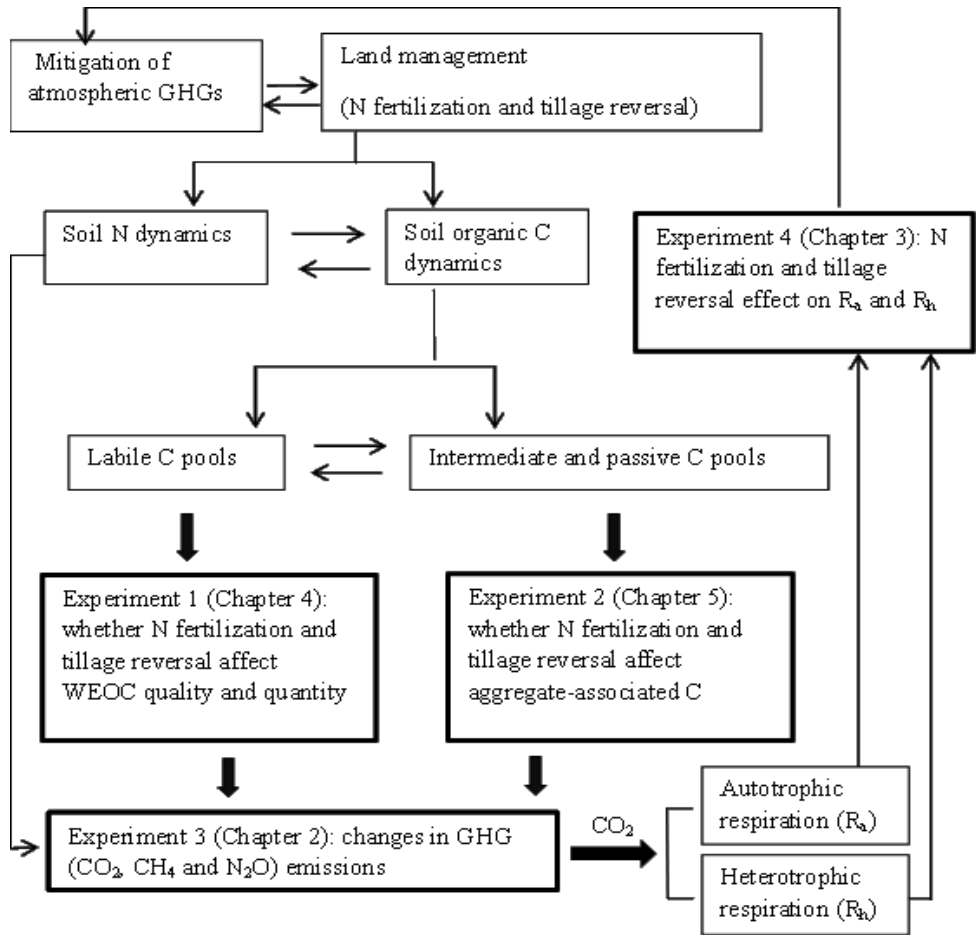 Mitigation of
atmospheric GHGs
Land management
(N fertilization and tillage reversal)
Soil N dynamics
Soil organic C
dynamics
Experiment 4 (Chapter 3): N
fertilization and tillage
reversal effect on Rₐ and Rₕ
Labile C pools
Intermediate and passive C pools
Experiment 1 (Chapter 4):
whether N fertilization and
tillage reversal affect
WEOC quality and quantity
Experiment 2 (Chapter 5):
whether N fertilization and
tillage reversal affect
aggregate-associated C
Experiment 3 (Chapter 2): changes in GHG
(CO₂, CH₄ and N₂O) emissions
CO₂
Autotrophic
respiration (Rₐ)
Heterotrophic
respiration (Rₕ)